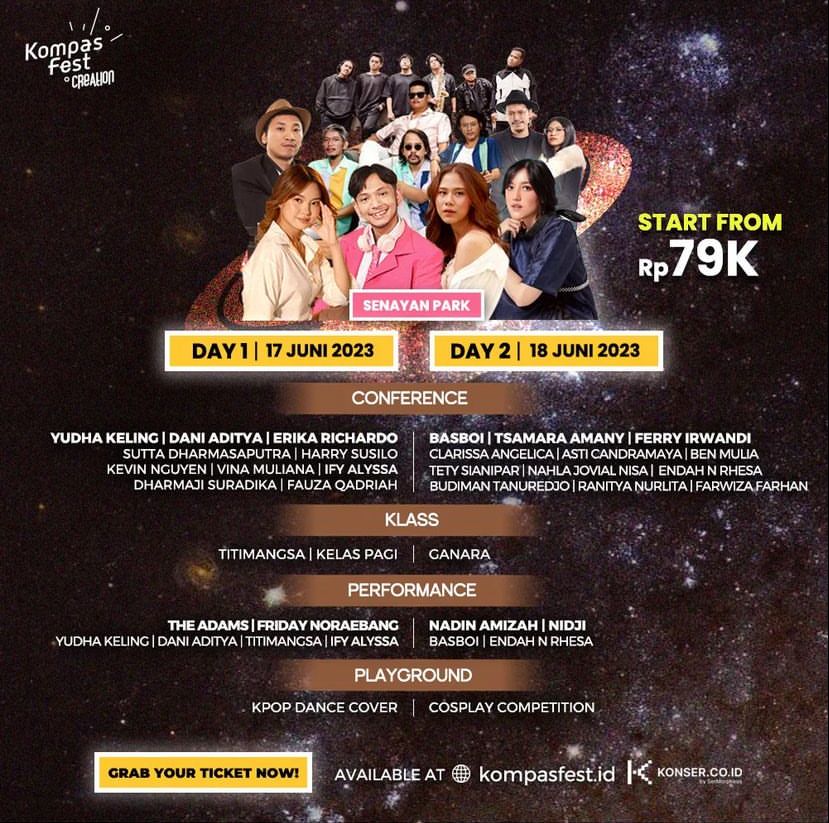 Kompas
Fest
CREATION
START FROM
Rp79K
SENAYAN PARK
DAY 1 | 17 JUNI 2023
DAY 2 | 18 JUNI 2023
CONFERENCE
YUDHA KELING | DANI ADITYA | ERIKA RICHARDO
SUTTA DHARMASAPUTRA | HARRY SUSILO
KEVIN NGUYEN | VINA MULIANA | IFY ALYSSA
DHARMAJI SURADIKA | FAUZA QADRIAH
BASBOI | TSAMARA AMANY | FERRY IRWANDI
CLARISSA ANGELICA | ASTI CANDRAMAYA | BEN MULIA
TETY SIANIPAR | NAHLA JOVIAL NISA | ENDAH N RHESA
BUDIMAN TANUREDJO | RANITYA NURLITA | FARWIZA FARHAN
KLASS
TITIMANGSA | KELAS PAGI
GANARA
PERFORMANCE
THE ADAMS | FRIDAY NORAEBANG
YUDHA KELING | DANI ADITYA | TITIMANGSA | IFY ALYSSA
NADIN AMIZAH | NIDJI
BASBOI | ENDAH N RHESA
PLAYGROUND
KPOP DANCE COVER
COSPLAY COMPETITION
GRAB YOUR TICKET NOW!
AVAILABLE AT kompasfest.id
KONSER.CO.ID
by SatMorpheus